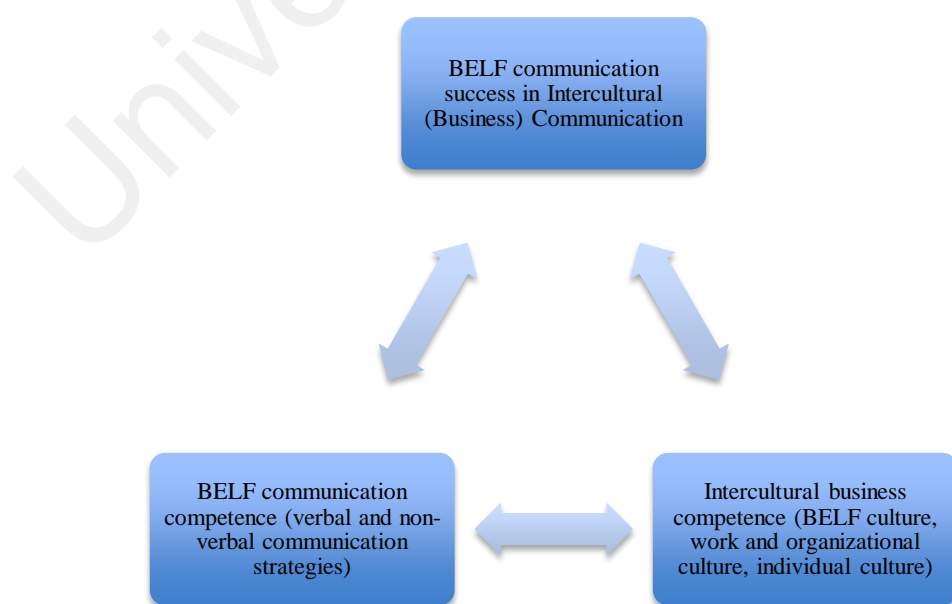 Unive
BELF communication
success in Intercultural
(Business) Communication
BELF communication
competence (verbal and non-
verbal communication
strategies)
Intercultural business
competence (BELF culture,
work and organizational
culture, individual culture)